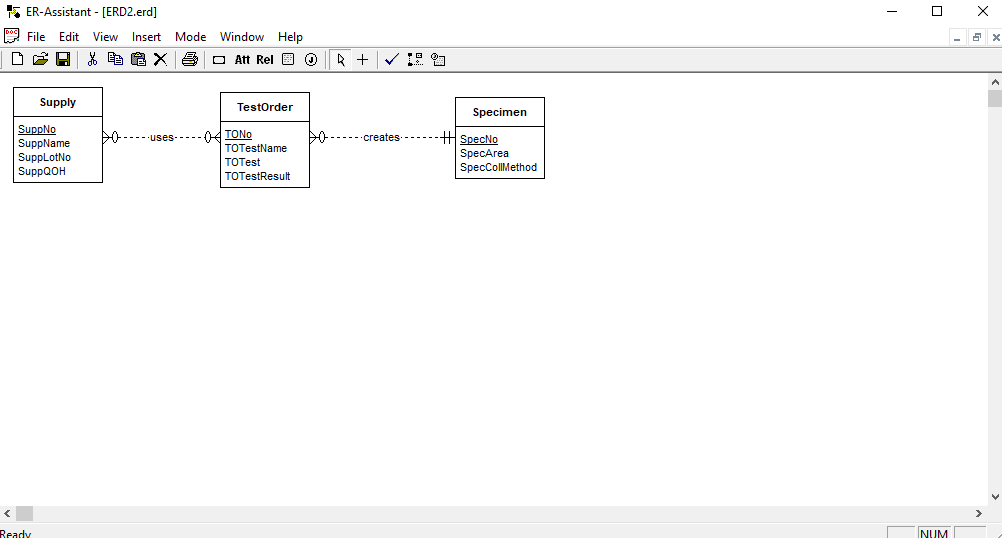 ER-Assistant - [ERD2.erd]
DOC File Edit View Insert Mode Window Help
Att Rel J
Supply
SuppNo
SuppName
SuppLotNo
SuppQOH
uses
TestOrder
TONo
TOTestName
TOTest
TOTestResult
creates
Specimen
SpecNo
SpecArea
SpecCollMethod
Ready NUM